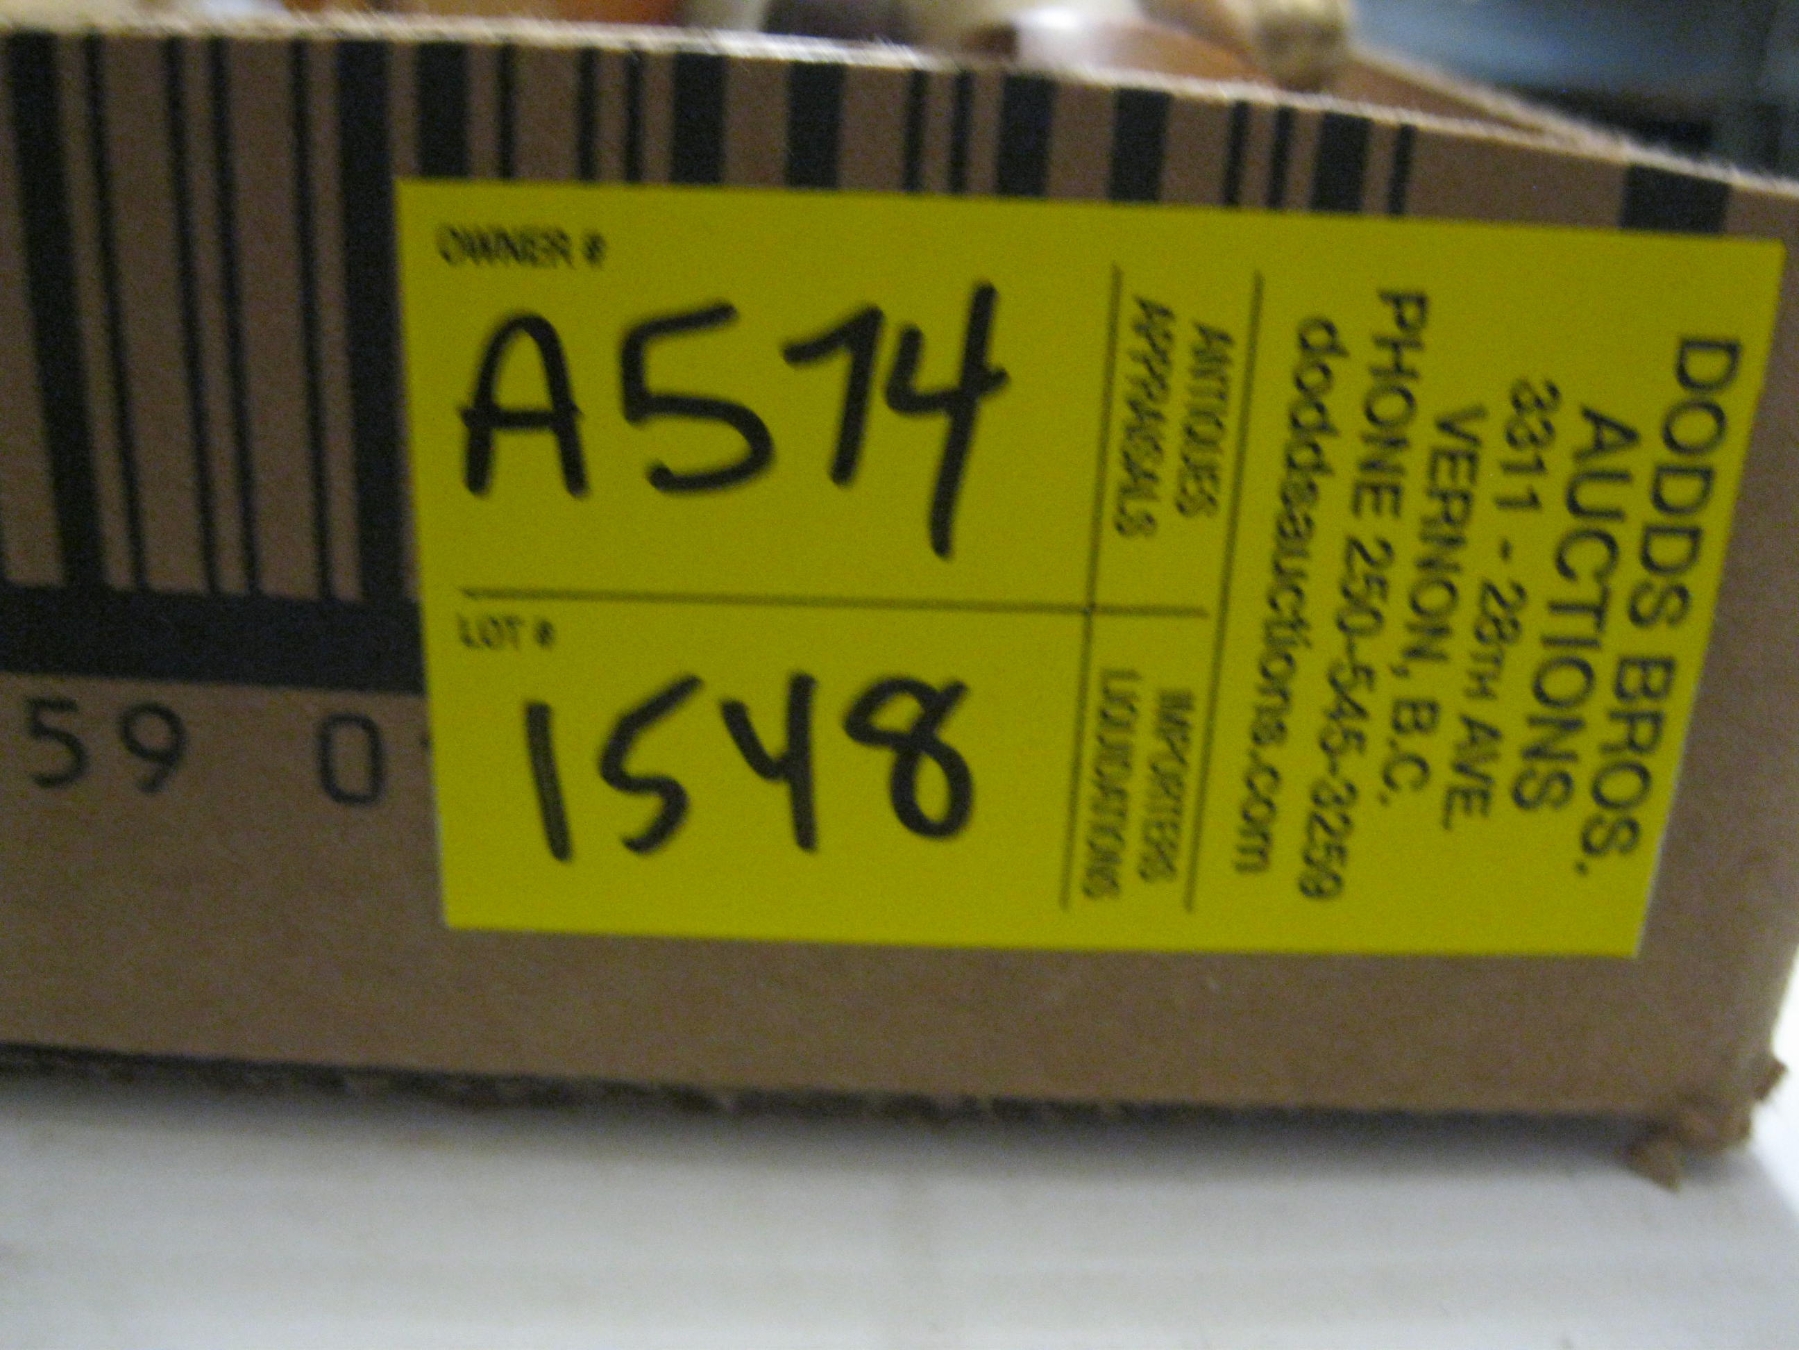 OWNER #
A514
LOT #
1548
ANTIQUES
APPRAISALS
IMPORTERS
LIQUIDATIONS
DODDS BROS.
AUCTIONS
3311 - 28TH AVE.
VERNON, B.C.
PHONE 250-545-3259
doddsauctions.com
59 0